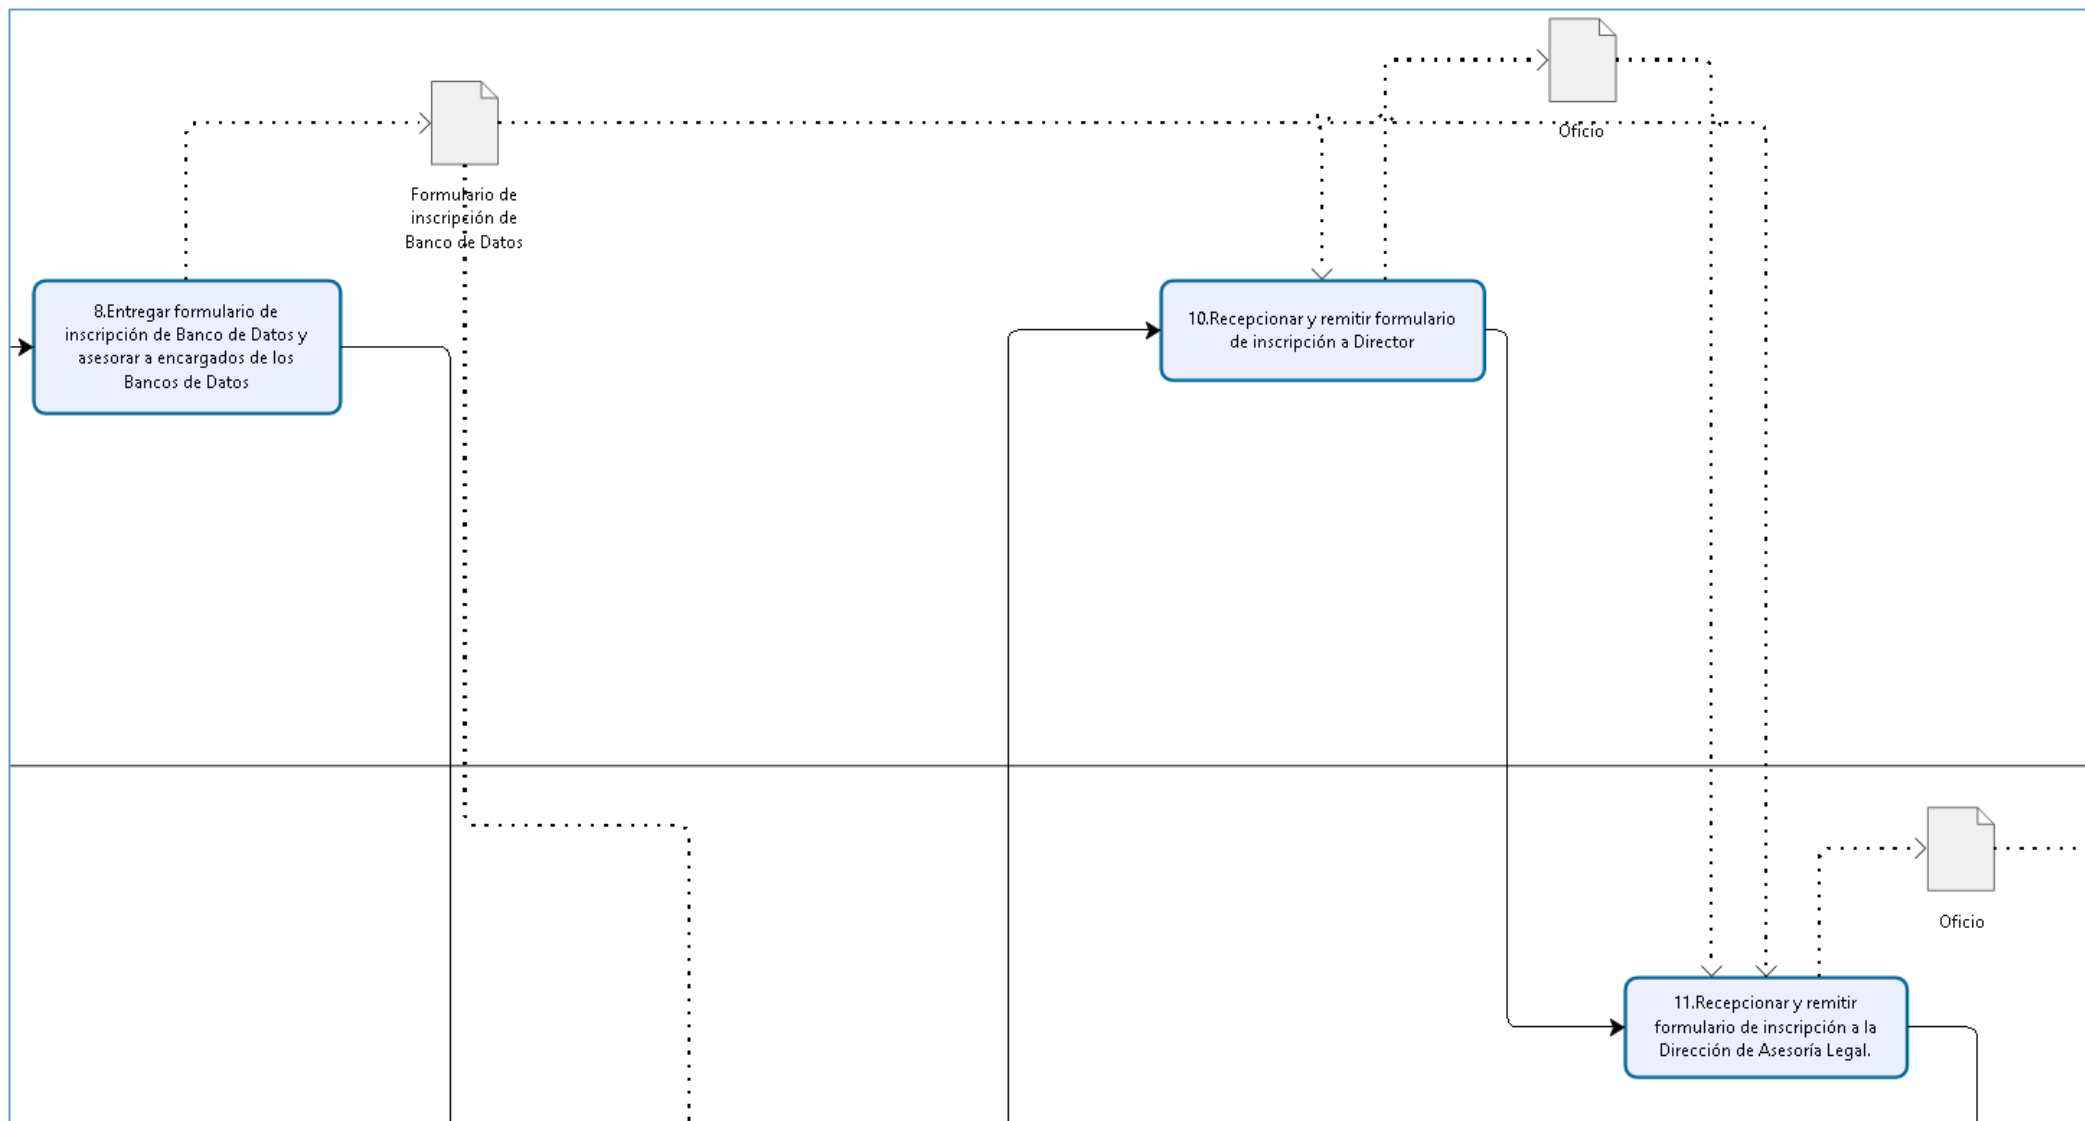 Oficio
Formulario de
inscripción de
Banco de Datos
8.Entregar formulario de
inscripción de Banco de Datos y
asesorar a encargados de los
Bancos de Datos
10.Recepcionar y remitir formulario
de inscripción a Director
Oficio
11.Recepcionar y remitir
formulario de inscripción a la
Dirección de Asesoría Legal.